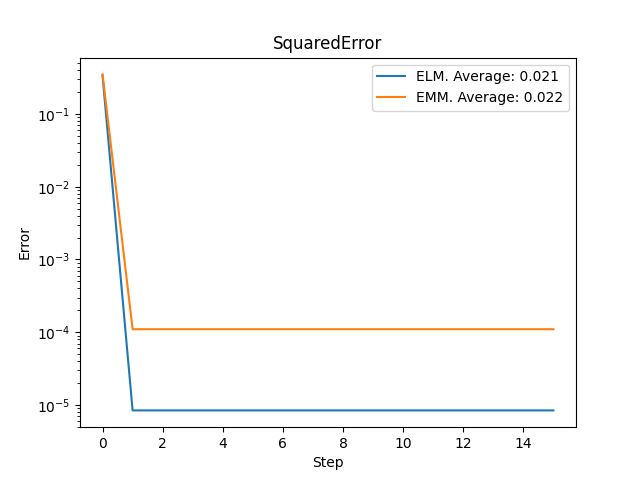 SquaredError
ELM. Average: 0.021
EMM. Average: 0.022
Error
10⁻¹
10⁻²
10⁻³
10⁻⁴
10⁻⁵
0 2 4 6 8 10 12 14
Step